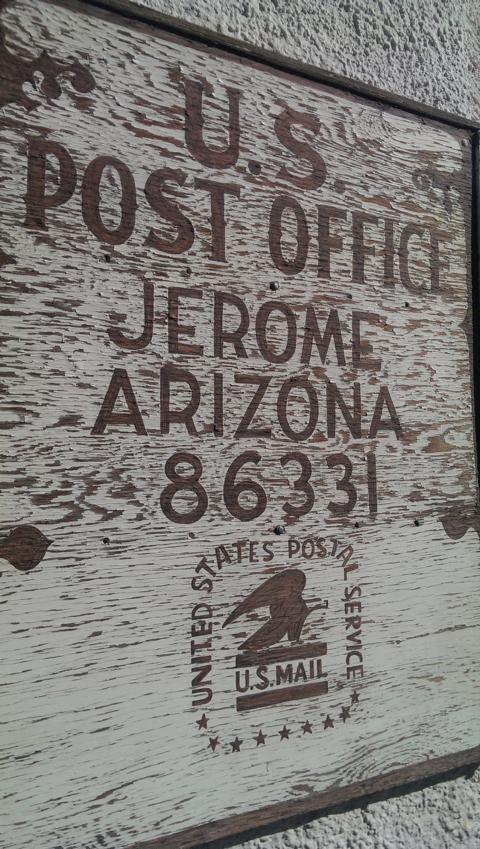 U.S.
POST OFFICE
JEROME
ARIZONA
86331
UNITED STATES POSTAL SERVICE
U.S.MAIL